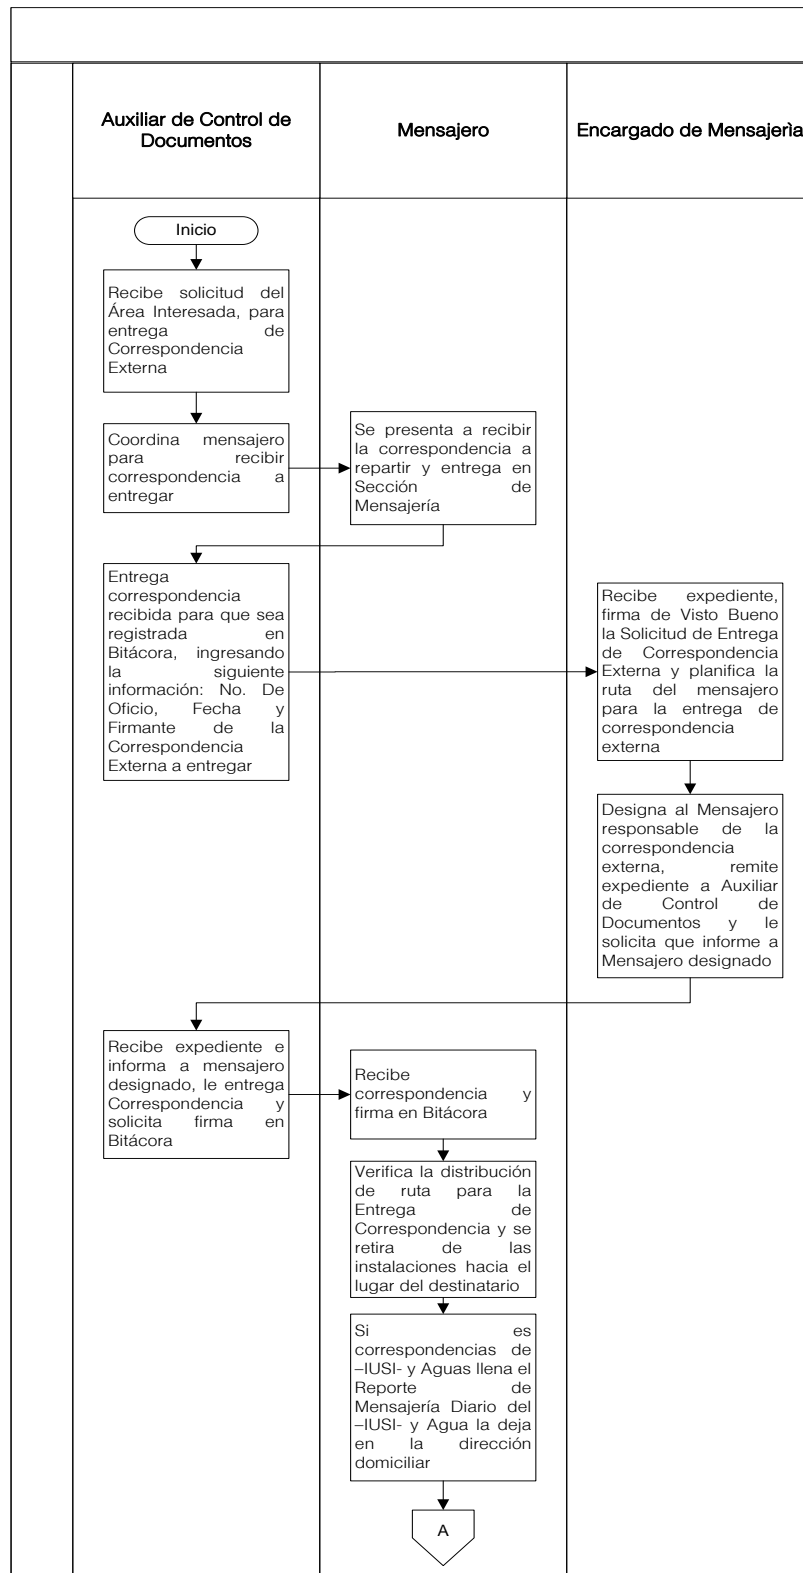 Auxiliar de Control de
Documentos
Mensajero
Encargado de Mensajerìa
Inicio
Recibe solicitud del
Área Interesada, para
entrega de
Correspondencia
Externa
Coordina mensajero
para recibir
correspondencia a
entregar
Se presenta a recibir
la correspondencia a
repartir y entrega en
Sección de
Mensajería
Entrega
correspondencia
recibida para que sea
registrada en
Bitácora, ingresando
la siguiente
información: No. De
Oficio, Fecha y
Firmante de la
Correspondencia
Externa a entregar
Recibe expediente,
firma de Visto Bueno
la Solicitud de Entrega
de Correspondencia
Externa y planifica la
ruta del mensajero
para la entrega de
correspondencia
externa
Designa al Mensajero
responsable de la
correspondencia
externa, remite
expediente a Auxiliar
de Control de
Documentos y le
solicita que informe a
Mensajero designado
Recibe expediente e
informa a mensajero
designado, le entrega
Correspondencia y
solicita firma en
Bitácora
Recibe
correspondencia y
firma en Bitácora
Verifica la distribución
de ruta para la
Entrega de
Correspondencia y se
retira de las
instalaciones hacia el
lugar del destinatario
Si es
correspondencias de
–IUSI- y Aguas llena el
Reporte de
Mensajería Diario del
–IUSI- y Agua la deja
en la dirección
domiciliar
A